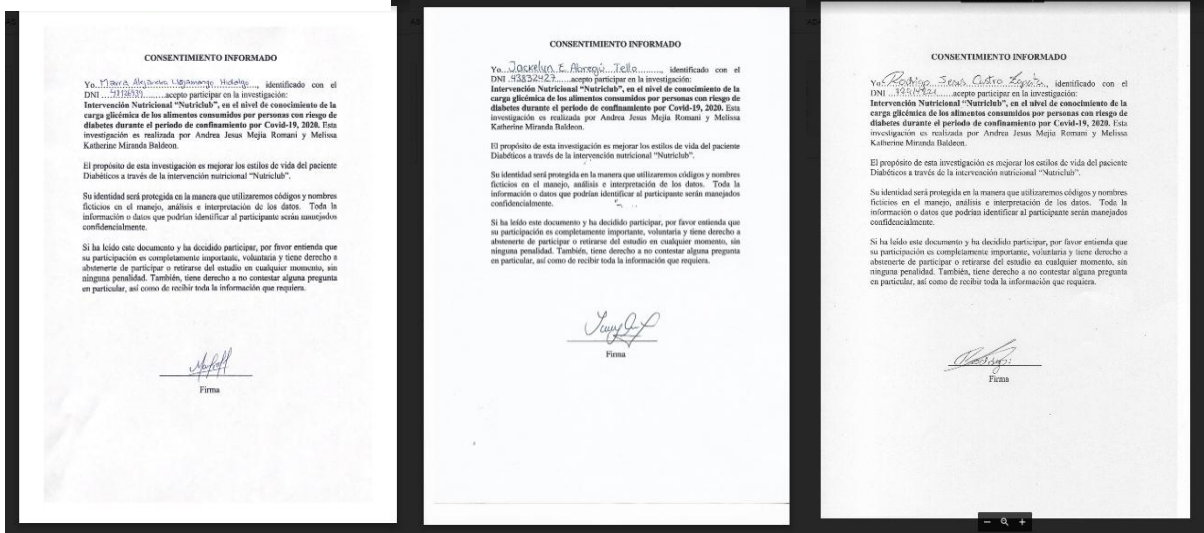 CONSENTIMIENTO INFORMADO
Yo..María Alejandra Hidalgo.., identificado con el
DNI ..............acepto participar en la investigación:
Intervención Nutricional “Nutriclub”, en el nivel de conocimiento de la
carga glicémica de los alimentos consumidos por personas con riesgo de
diabetes durante el periodo de confinamiento por Covid-19, 2020. Esta
investigación es realizada por Andrea Jesus Mejia Romani y Melissa
Katherine Miranda Baldeon.
El propósito de esta investigación es mejorar los estilos de vida del paciente
Diabéticos a través de la intervención nutricional “Nutriclub”.
Su identidad será protegida en la manera que utilizaremos códigos y nombres
ficticios en el manejo, análisis e interpretación de los datos. Toda la
información o datos que podrían identificar al participante serán manejados
confidencialmente.
Si ha leído este documento y ha decidido participar, por favor entienda que
su participación es completamente importante, voluntaria y tiene derecho a
abstenerte de participar o retirarse del estudio en cualquier momento, sin
ninguna penalidad. También, tiene derecho a no contestar alguna pregunta
en particular, así como de recibir toda la información que requiera.
Firma
CONSENTIMIENTO INFORMADO
Yo...Jackelyn E. Abregú Tello........, identificado con el
DNI .43832427...acepto participar en la investigación:
Intervención Nutricional “Nutriclub”, en el nivel de conocimiento de la
carga glicémica de los alimentos consumidos por personas con riesgo de
diabetes durante el periodo de confinamiento por Covid-19, 2020. Esta
investigación es realizada por Andrea Jesus Mejia Romani y Melissa
Katherine Miranda Baldeon.
El propósito de esta investigación es mejorar los estilos de vida del paciente
Diabéticos a través de la intervención nutricional “Nutriclub”.
Su identidad será protegida en la manera que utilizaremos códigos y nombres
ficticios en el manejo, análisis e interpretación de los datos. Toda la
información o datos que podrían identificar al participante serán manejados
confidencialmente.
Si ha leído este documento y ha decidido participar, por favor entienda que
su participación es completamente importante, voluntaria y tiene derecho a
abstenerte de participar o retirarse del estudio en cualquier momento, sin
ninguna penalidad. También, tiene derecho a no contestar alguna pregunta
en particular, así como de recibir toda la información que requiera.
Firma
CONSENTIMIENTO INFORMADO
Yo..Rodrigo Jesus Castro Lopez.., identificado con el
DNI ..............acepto participar en la investigación:
Intervención Nutricional “Nutriclub”, en el nivel de conocimiento de la
carga glicémica de los alimentos consumidos por personas con riesgo de
diabetes durante el periodo de confinamiento por Covid-19, 2020. Esta
investigación es realizada por Andrea Jesus Mejia Romani y Melissa
Katherine Miranda Baldeon.
El propósito de esta investigación es mejorar los estilos de vida del paciente
Diabéticos a través de la intervención nutricional “Nutriclub”.
Su identidad será protegida en la manera que utilizaremos códigos y nombres
ficticios en el manejo, análisis e interpretación de los datos. Toda la
información o datos que podrían identificar al participante serán manejados
confidencialmente.
Si ha leído este documento y ha decidido participar, por favor entienda que
su participación es completamente importante, voluntaria y tiene derecho a
abstenerte de participar o retirarse del estudio en cualquier momento, sin
ninguna penalidad. También, tiene derecho a no contestar alguna pregunta
en particular, así como de recibir toda la información que requiera.
Firma